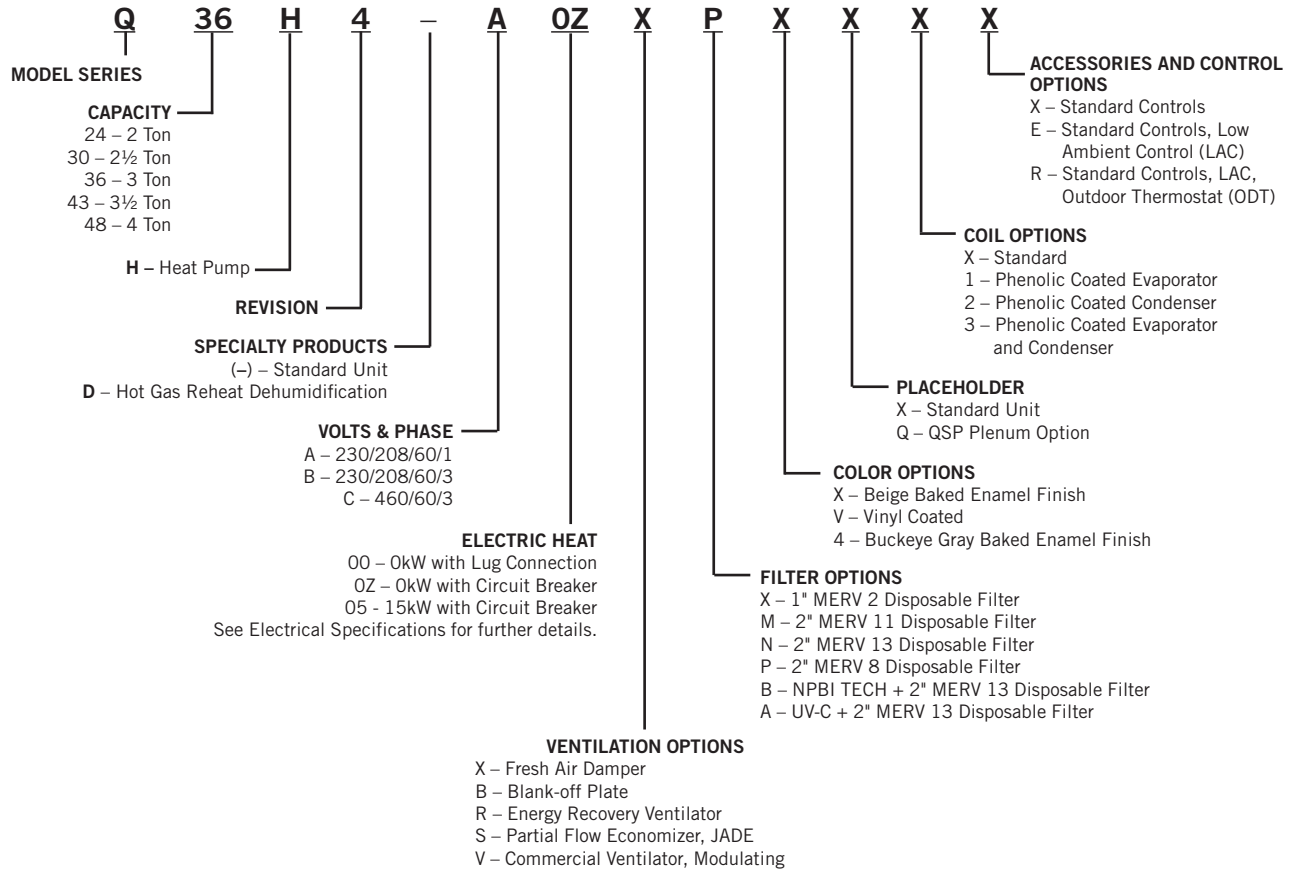 Q 36 H 4 – A 0Z X P X X X X
MODEL SERIES
CAPACITY
24 – 2 Ton
30 – 2½ Ton
36 – 3 Ton
43 – 3½ Ton
48 – 4 Ton
H – Heat Pump
REVISION
SPECIALTY PRODUCTS
(–) – Standard Unit
D – Hot Gas Reheat Dehumidification
VOLTS & PHASE
A – 230/208/60/1
B – 230/208/60/3
C – 460/60/3
ELECTRIC HEAT
00 – 0kW with Lug Connection
0Z – 0kW with Circuit Breaker
05 - 15kW with Circuit Breaker
See Electrical Specifications for further details.
VENTILATION OPTIONS
X – Fresh Air Damper
B – Blank-off Plate
R – Energy Recovery Ventilator
S – Partial Flow Economizer, JADE
V – Commercial Ventilator, Modulating
FILTER OPTIONS
X – 1" MERV 2 Disposable Filter
M – 2" MERV 11 Disposable Filter
N – 2" MERV 13 Disposable Filter
P – 2" MERV 8 Disposable Filter
B – NPBI TECH + 2" MERV 13 Disposable Filter
A – UV-C + 2" MERV 13 Disposable Filter
COLOR OPTIONS
X – Beige Baked Enamel Finish
V – Vinyl Coated
4 – Buckeye Gray Baked Enamel Finish
PLACEHOLDER
X – Standard Unit
Q – QSP Plenum Option
COIL OPTIONS
X – Standard
1 – Phenolic Coated Evaporator
2 – Phenolic Coated Condenser
3 – Phenolic Coated Evaporator
and Condenser
ACCESSORIES AND CONTROL
OPTIONS
X – Standard Controls
E – Standard Controls, Low
Ambient Control (LAC)
R – Standard Controls, LAC,
Outdoor Thermostat (ODT)